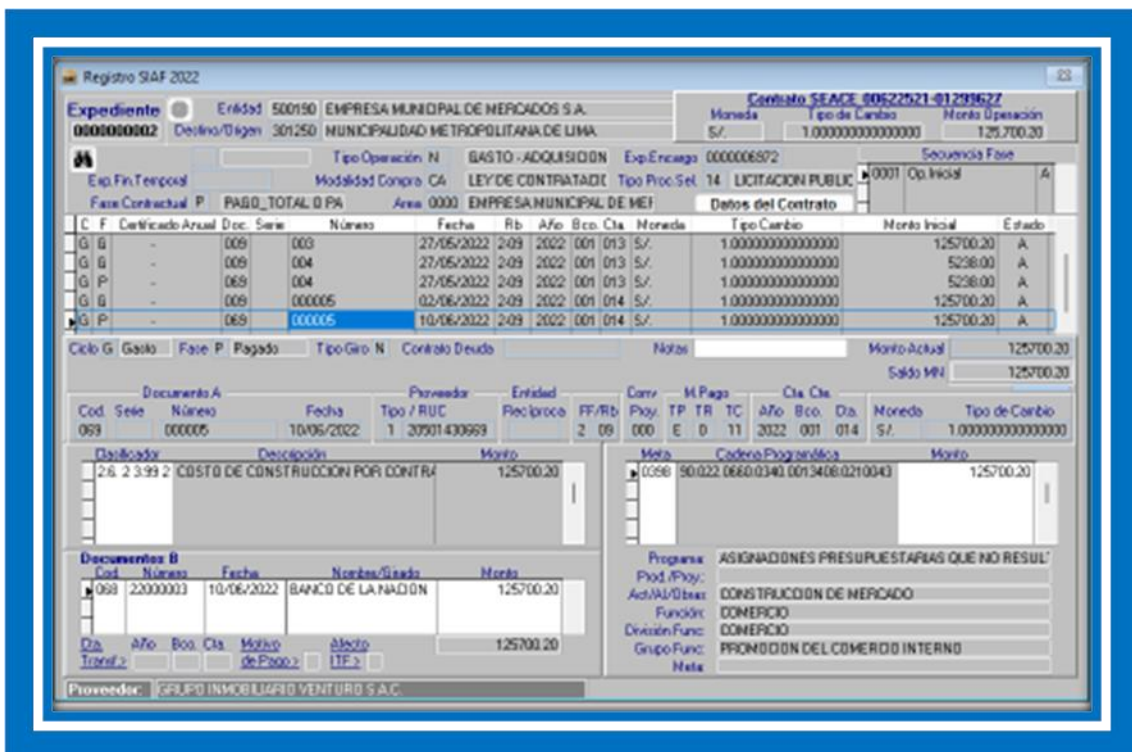 Registro SIAF 2022
Expediente Entidad 500190 EMPRESA MUNICIPAL DE MERCADOS S.A. Contrato SEACE 00622521-01299627
0000000002 Destino/Origen 301250 MUNICIPALIDAD METROPOLITANA DE LIMA Moneda Tipo de Cambio Monto Operación
S/. 1.000000000000000 125,700.20
Tipo Operación N GASTO - ADQUISICION Exp.Encargo 0000006972 Secuencia Fase
Exp.Fin.Temporal Modalidad Compra CA LEY DE CONTRATACIC Tipo Proc.Sel. 14 LICITACION PUBLIC 0001 Op.Inicial A
Fase Contractual P PAGO_TOTAL O PA Area 0000 EMPRESA MUNICIPAL DE MEF Datos del Contrato
C F Certificado Anual Doc. Serie Número Fecha Rb Año Bco. Cta. Moneda Tipo Cambio Monto Inicial Estado
G G - 009 003 27/05/2022 2-09 2022 001 013 S/. 1.000000000000000 125700.20 A
G G - 009 004 27/05/2022 2-09 2022 001 013 S/. 1.000000000000000 5238.00 A
G P - 069 004 27/05/2022 2-09 2022 001 013 S/. 1.000000000000000 5238.00 A
G G - 009 000005 02/06/2022 2-09 2022 001 014 S/. 1.000000000000000 125700.20 A
G P - 069 000005 10/06/2022 2-09 2022 001 014 S/. 1.000000000000000 125700.20 A
Ciclo G Gasto Fase P Pagado Tipo Giro N Contrato Deuda Notas Monto Actual 125700.20
Saldo MN 125700.20
Documento A Proveedor Entidad Conv M.Pago Cta. Cte.
Cod. Serie Número Fecha Tipo / RUC Recíproca FF/Rb Proy. TP TR TC Año Bco. Cta. Moneda Tipo de Cambio
069 000005 10/06/2022 1 20501430669 2 09 000 E 0 11 2022 001 014 S/. 1.000000000000000
Clasificador Descripción Monto Meta Cadena Programática Monto
2.6. 2 3.99 2 COSTO DE CONSTRUCCION POR CONTRA 125700.20 0398 90.022.0660.0340.0013408.0210043 125700.20
Documentos B
Cod. Número Fecha Nombre/Girado Monto
068 22000003 10/06/2022 BANCO DE LA NACION 125700.20
Programa: ASIGNACIONES PRESUPUESTARIAS QUE NO RESUL
Prod./Proy.:
Act/AI/Obras: CONSTRUCCION DE MERCADO
Función: COMERCIO
División Func: COMERCIO
Grupo Func: PROMOCION DEL COMERCIO INTERNO
Meta:
Cta. Año Bco. Cta. Motivo Afecto 125700.20
Transf.> de Pago> ITF >
Proveedor: GRUPO INMOBILIARIO VENTURO S.A.C.